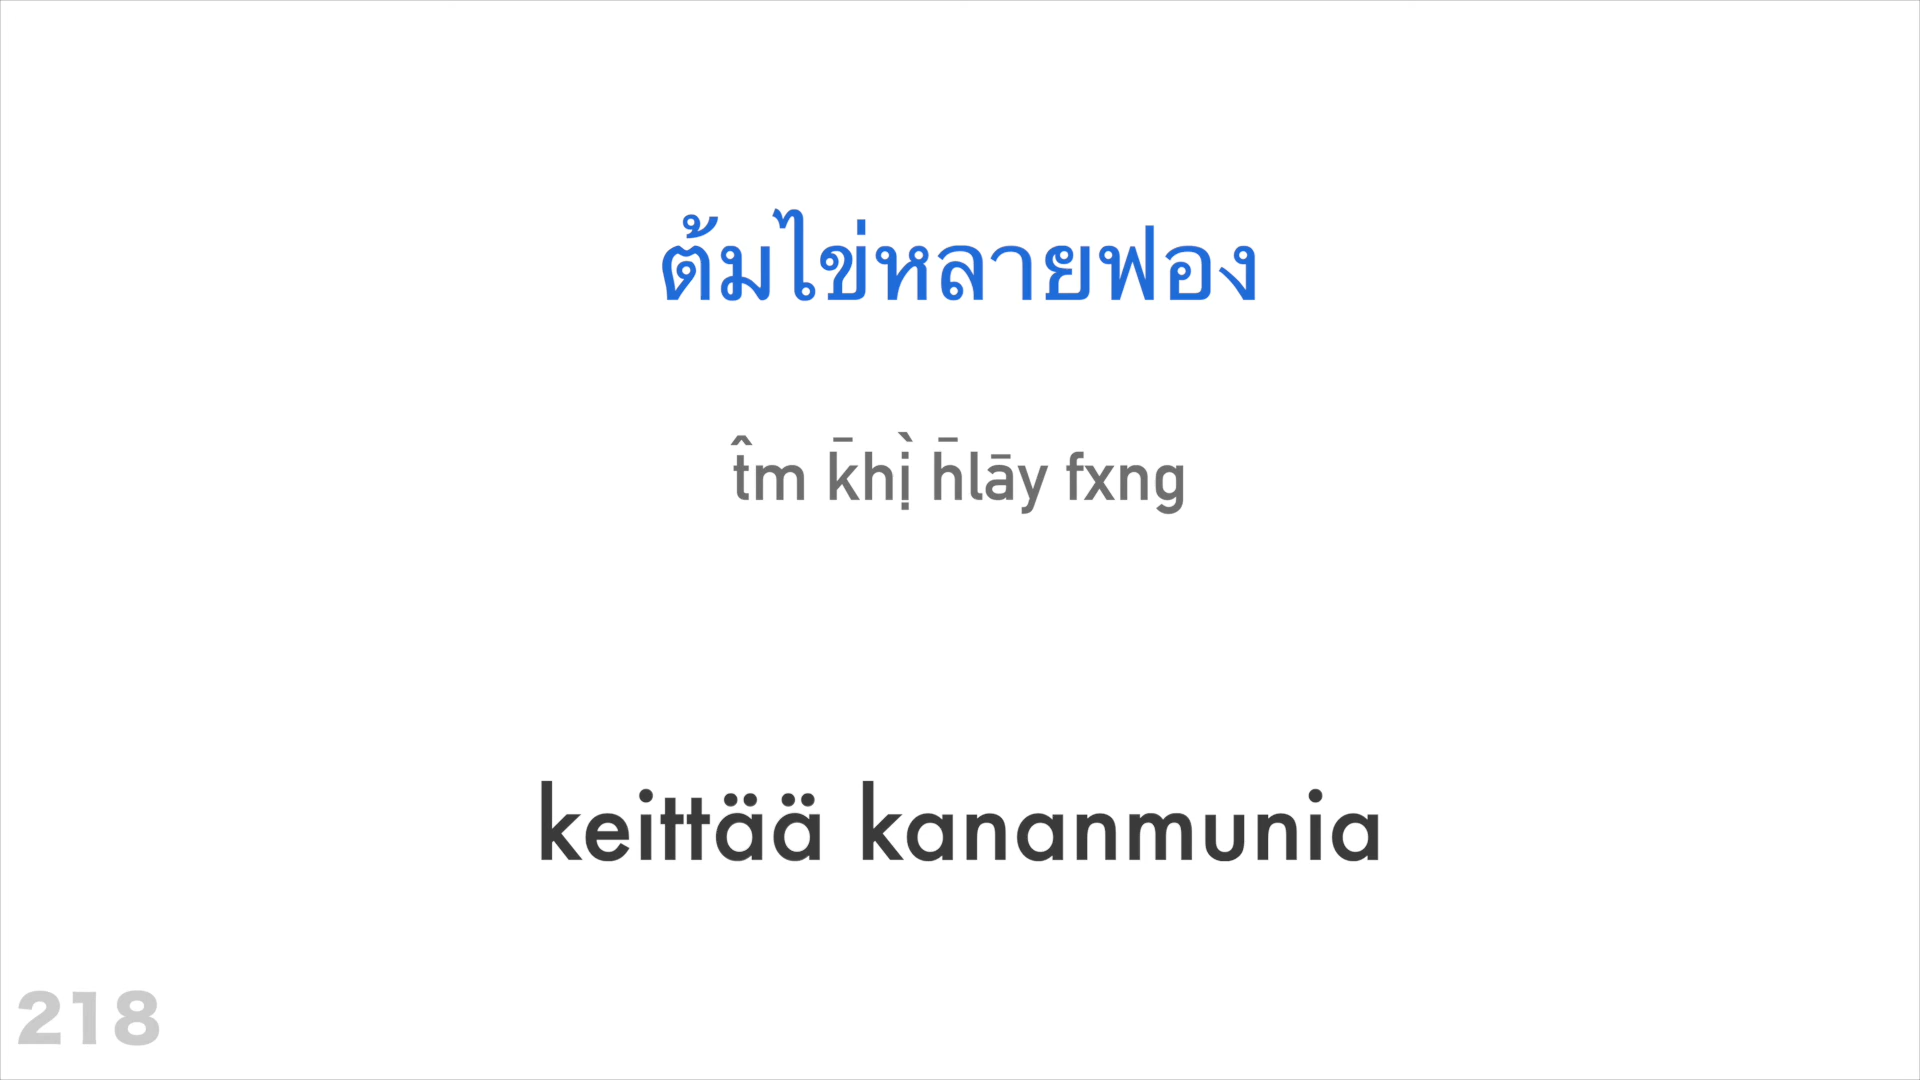 ต้มไข่หลายฟอง
t̂m k̄hị̀ h̄lāy fxng
keittää kananmunia
218